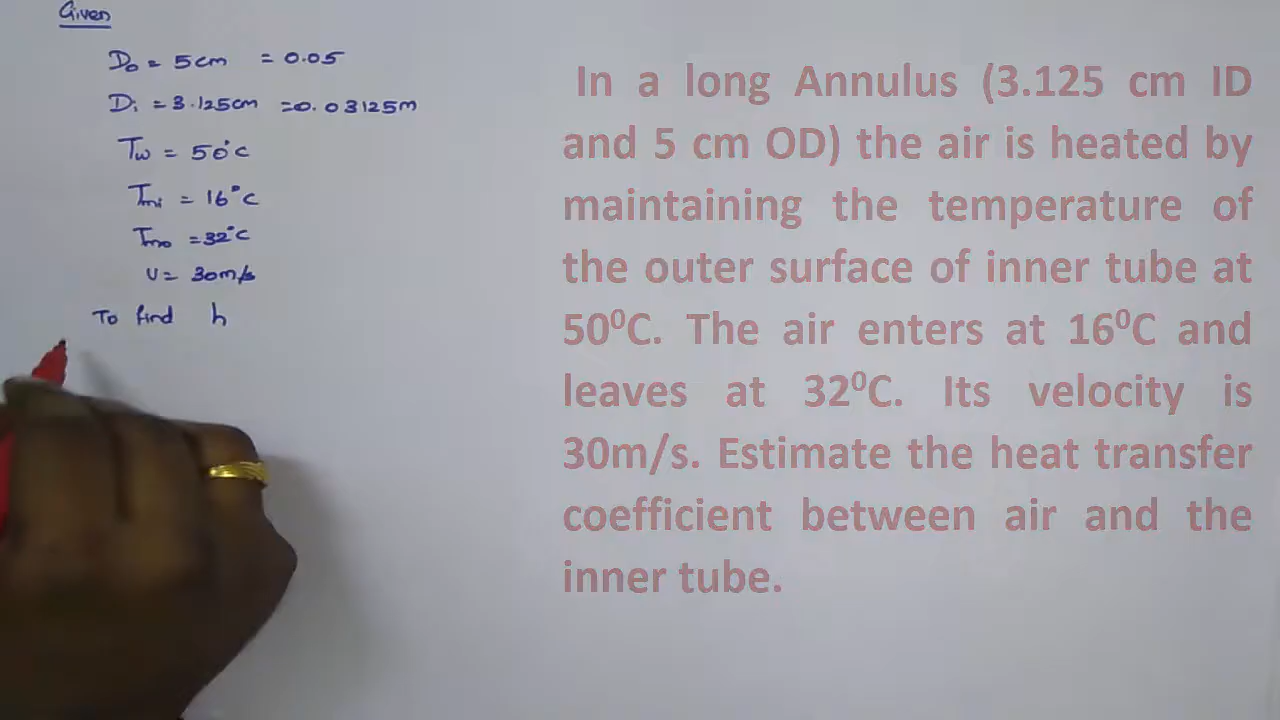 Given
Do = 5cm = 0.05
Di = 3.125cm = 0.03125m
Tw = 50°C
Tmi = 16°C
Tmo = 32°C
U = 30m/s
To find h
In a long Annulus (3.125 cm ID
and 5 cm OD) the air is heated by
maintaining the temperature of
the outer surface of inner tube at
50⁰C. The air enters at 16⁰C and
leaves at 32⁰C. Its velocity is
30m/s. Estimate the heat transfer
coefficient between air and the
inner tube.